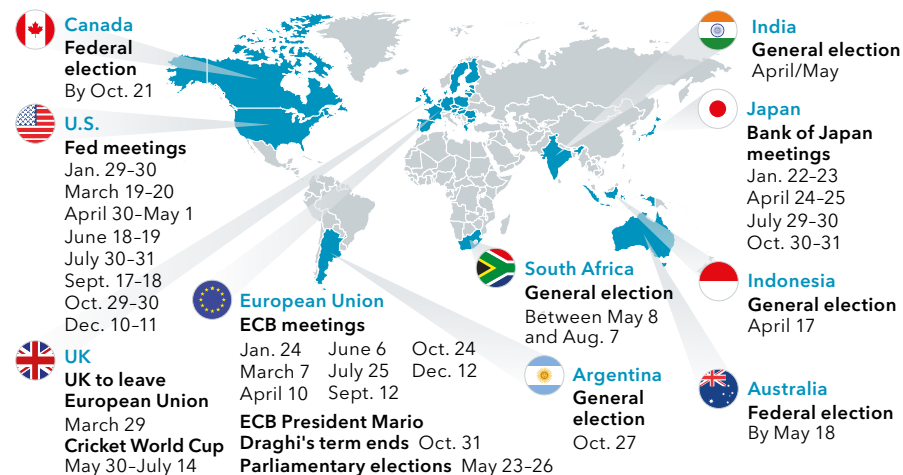 Canada
Federal
election
By Oct. 21
U.S.
Fed meetings
Jan. 29–30
March 19–20
April 30–May 1
June 18–19
July 30–31
Sept. 17–18
Oct. 29–30
Dec. 10–11
UK
UK to leave
European Union
March 29
Cricket World Cup
May 30–July 14
European Union
ECB meetings
Jan. 24 June 6 Oct. 24
March 7 July 25 Dec. 12
April 10 Sept. 12
ECB President Mario
Draghi's term ends Oct. 31
Parliamentary elections May 23–26
South Africa
General election
Between May 8
and Aug. 7
Argentina
General
election
Oct. 27
India
General election
April/May
Japan
Bank of Japan
meetings
Jan. 22–23
April 24–25
July 29–30
Oct. 30–31
Indonesia
General election
April 17
Australia
Federal election
By May 18